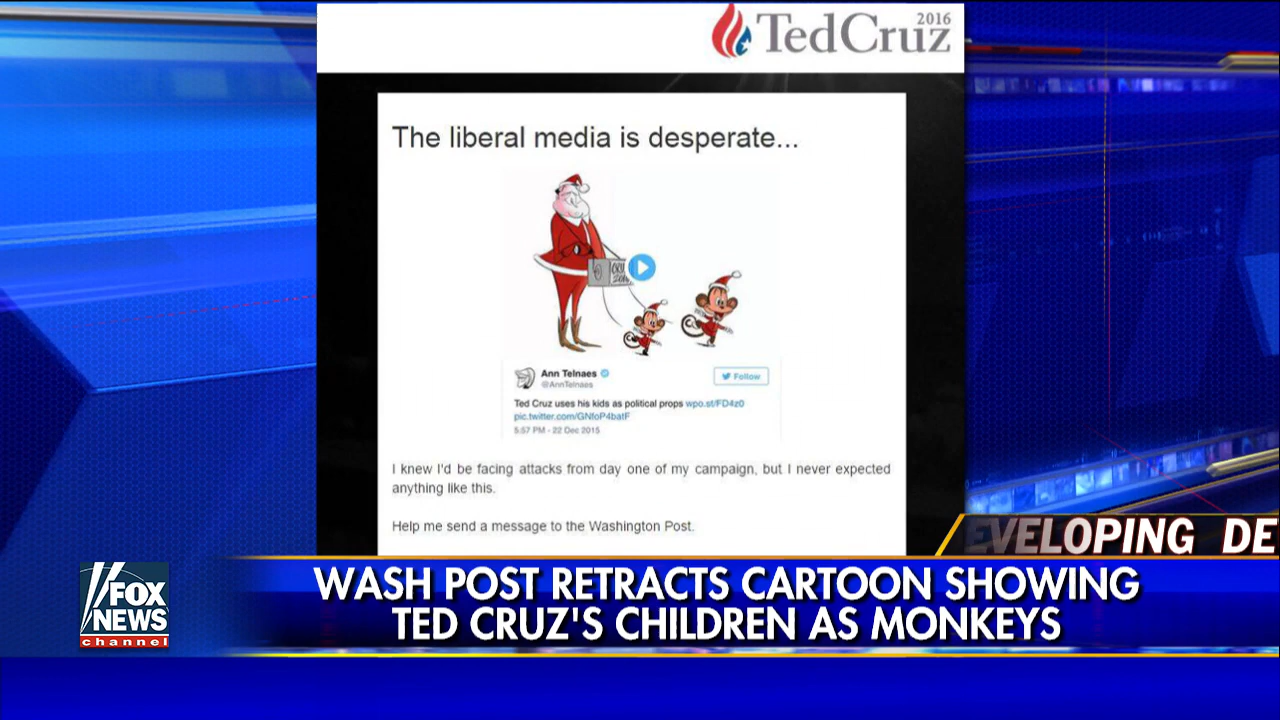 2016
TedCruz
The liberal media is desperate...
Ann Telnaes
@AnnTelnaes
Follow
Ted Cruz uses his kids as political props wpo.st/FD4z0
pic.twitter.com/GNfoP4batF
5:57 PM - 22 Dec 2015
I knew I'd be facing attacks from day one of my campaign, but I never expected
anything like this.
Help me send a message to the Washington Post.
EVELOPING DE
WASH POST RETRACTS CARTOON SHOWING
TED CRUZ'S CHILDREN AS MONKEYS
FOX
NEWS
channel